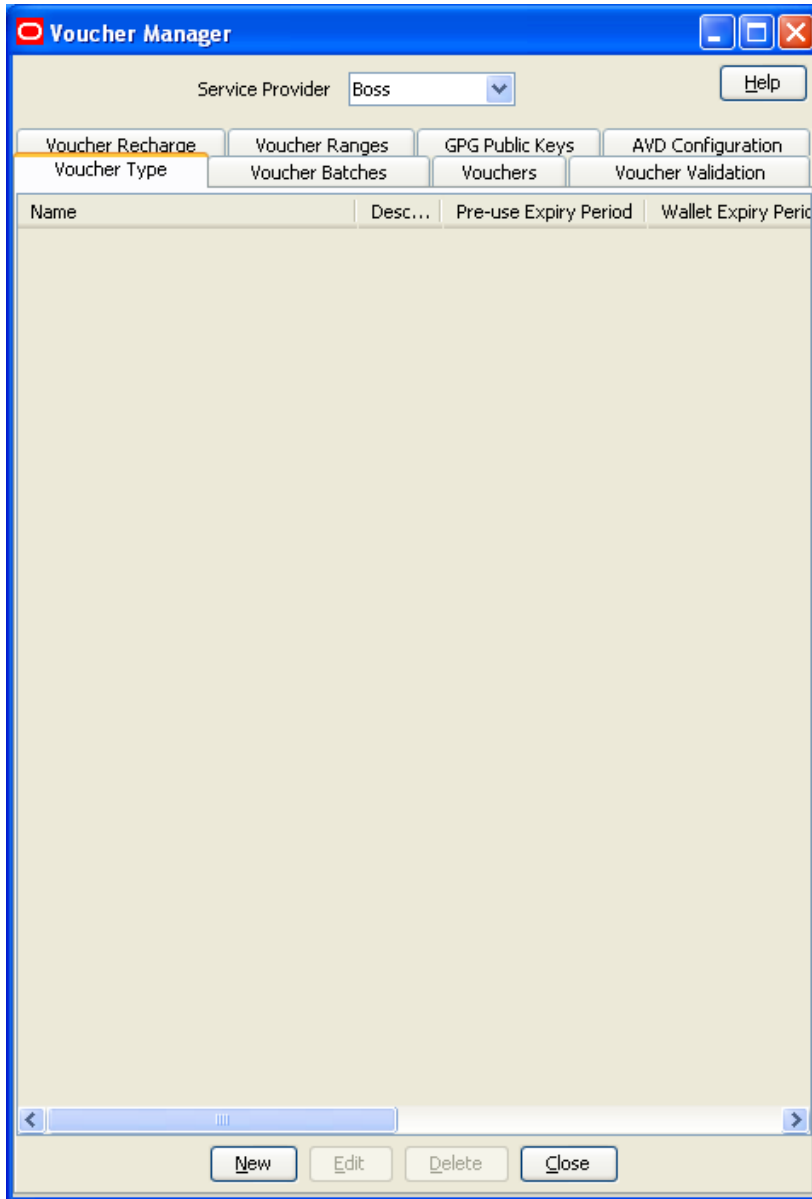 Voucher Manager
Service Provider Boss Help
Voucher Recharge Voucher Ranges GPG Public Keys AVD Configuration
Voucher Type Voucher Batches Vouchers Voucher Validation
Name Desc... Pre-use Expiry Period Wallet Expiry Peric
New Edit Delete Close